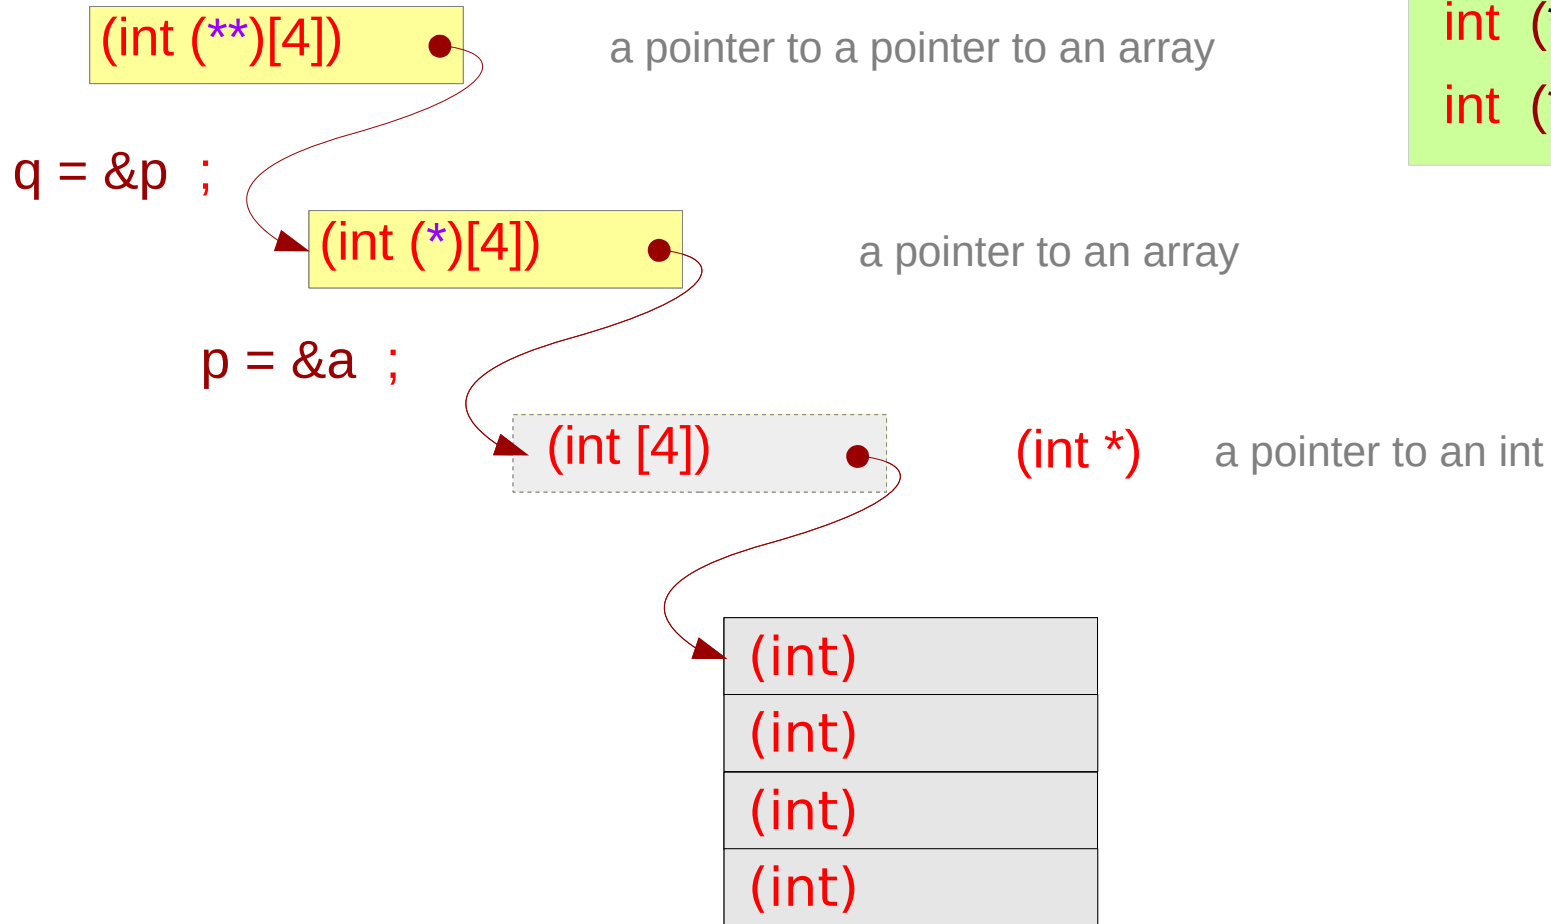 (int (**)[4])
a pointer to a pointer to an array
int (
int (
q = &p ;
(int (*)[4])
a pointer to an array
p = &a ;
(int [4])
(int *)
a pointer to an int
(int)
(int)
(int)
(int)